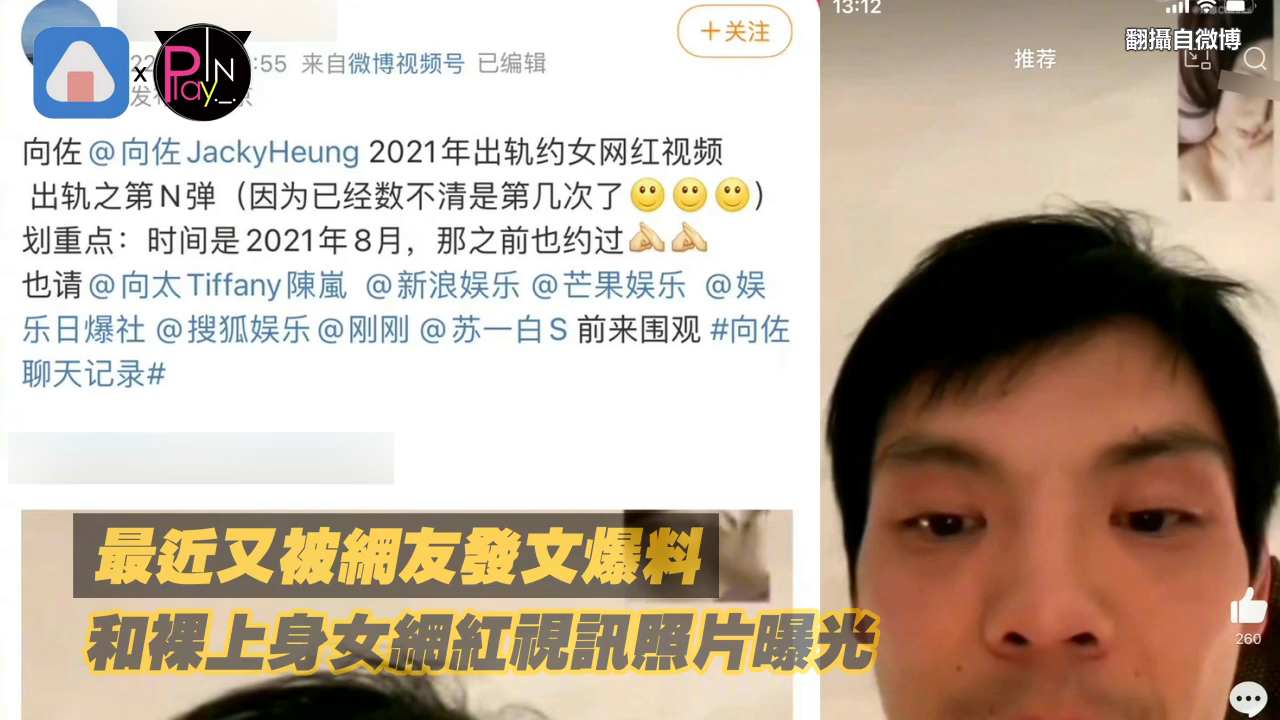 +关注
:55 来自微博视频号 已编辑
x
PLAY IN
向佐@向佐JackyHeung 2021年出轨约女网红视频
出轨之第N弹（因为已经数不清是第几次了🙂🙂🙂）
划重点：时间是2021年8月，那之前也约过
也请@向太Tiffany陳嵐 @新浪娱乐 @芒果娱乐 @娱
乐日爆社 @搜狐娱乐@刚刚 @苏一白S 前来围观 #向佐
聊天记录#
最近又被網友發文爆料
和裸上身女網紅視訊照片曝光
13:12
翻攝自微博
推荐
260